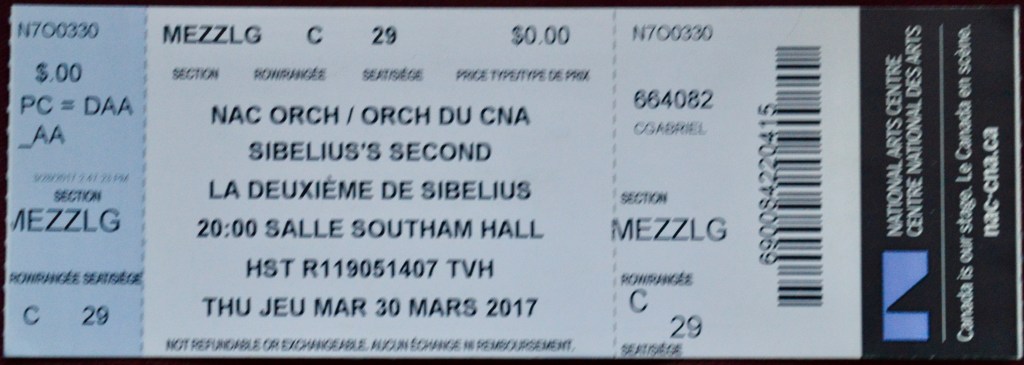 N7O0330
$.00
PC = DAA
_AA
SECTION
MEZZLG
ROW/RANGÉE SEAT/SIÈGE
C 29
MEZZLG C 29 $0.00
SECTION ROW/RANGÉE SEAT/SIÈGE PRICE TYPE/TYPE DE PRIX
NAC ORCH / ORCH DU CNA
SIBELIUS'S SECOND
LA DEUXIÈME DE SIBELIUS
20:00 SALLE SOUTHAM HALL
HST R119051407 TVH
THU JEU MAR 30 MARS 2017
NOT REFUNDABLE OR EXCHANGEABLE. AUCUN ÉCHANGE NI REMBOURSEMENT.
N7O0330
664082
CGABRIEL
SECTION
MEZZLG
ROW/RANGÉE
C
29
SEAT/SIÈGE
690084220415
NATIONAL ARTS CENTRE
CENTRE NATIONAL DES ARTS
Canada is our stage. Le Canada en scène.
nac-cna.ca